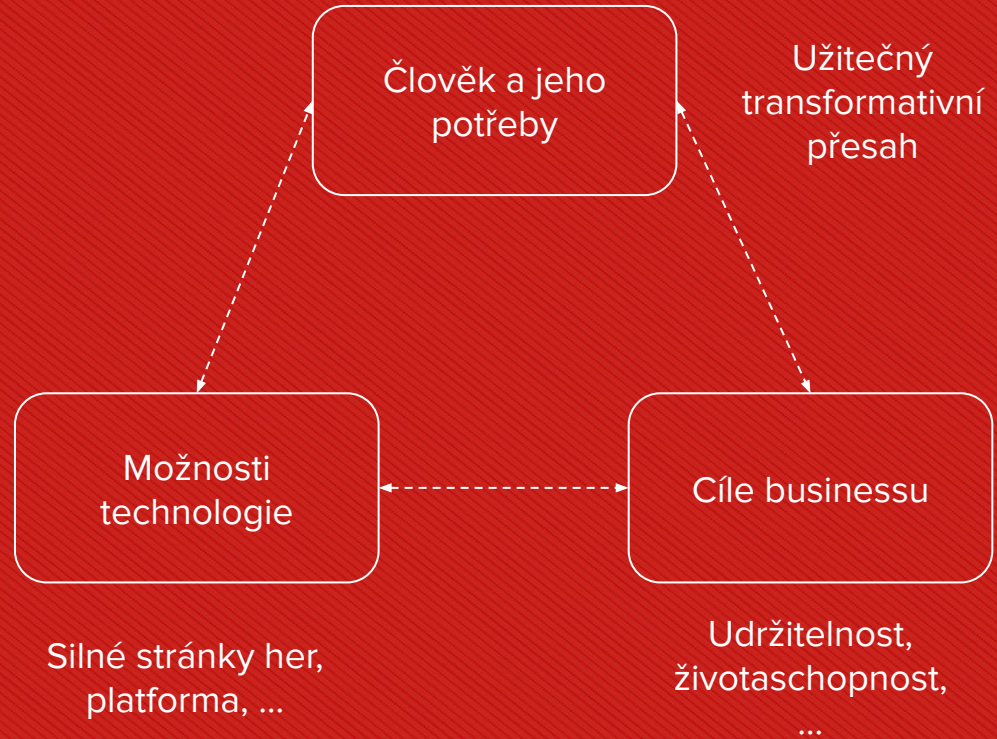 Člověk a jeho
potřeby
Užitečný
transformativní
přesah
Možnosti
technologie
Cíle businessu
Silné stránky her,
platforma, ...
Udržitelnost,
životaschopnost,
...